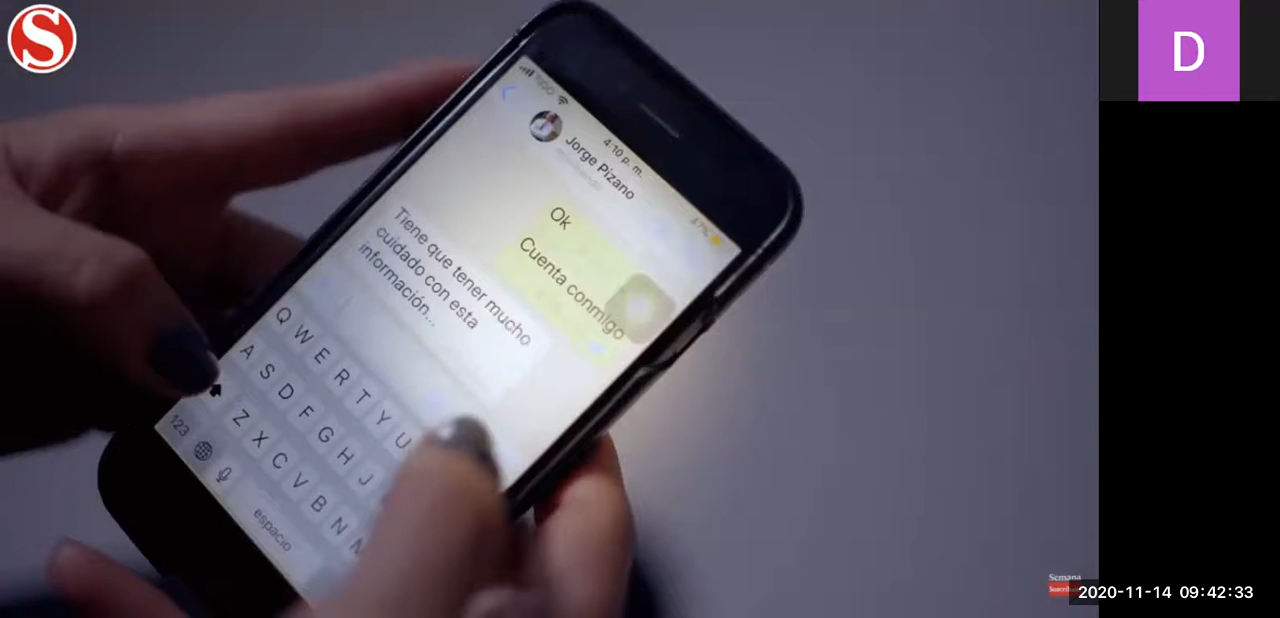 S
D
4:10 p. m.
Jorge Pizano
Ok
Cuenta conmigo
Tiene que tener mucho
cuidado con esta
información...
Q W E R T Y U
A S D F G H J
Z X C V B N
123
espacio
Semana
2020-11-14 09:42:33